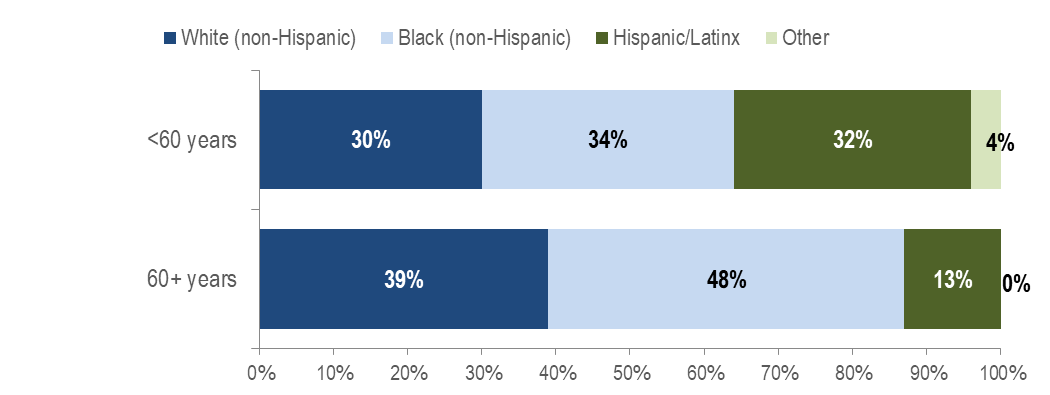 White (non-Hispanic) Black (non-Hispanic) Hispanic/Latinx Other
<60 years 30% 34% 32% 4%
60+ years 39% 48% 13% 0%
0% 10% 20% 30% 40% 50% 60% 70% 80% 90% 100%